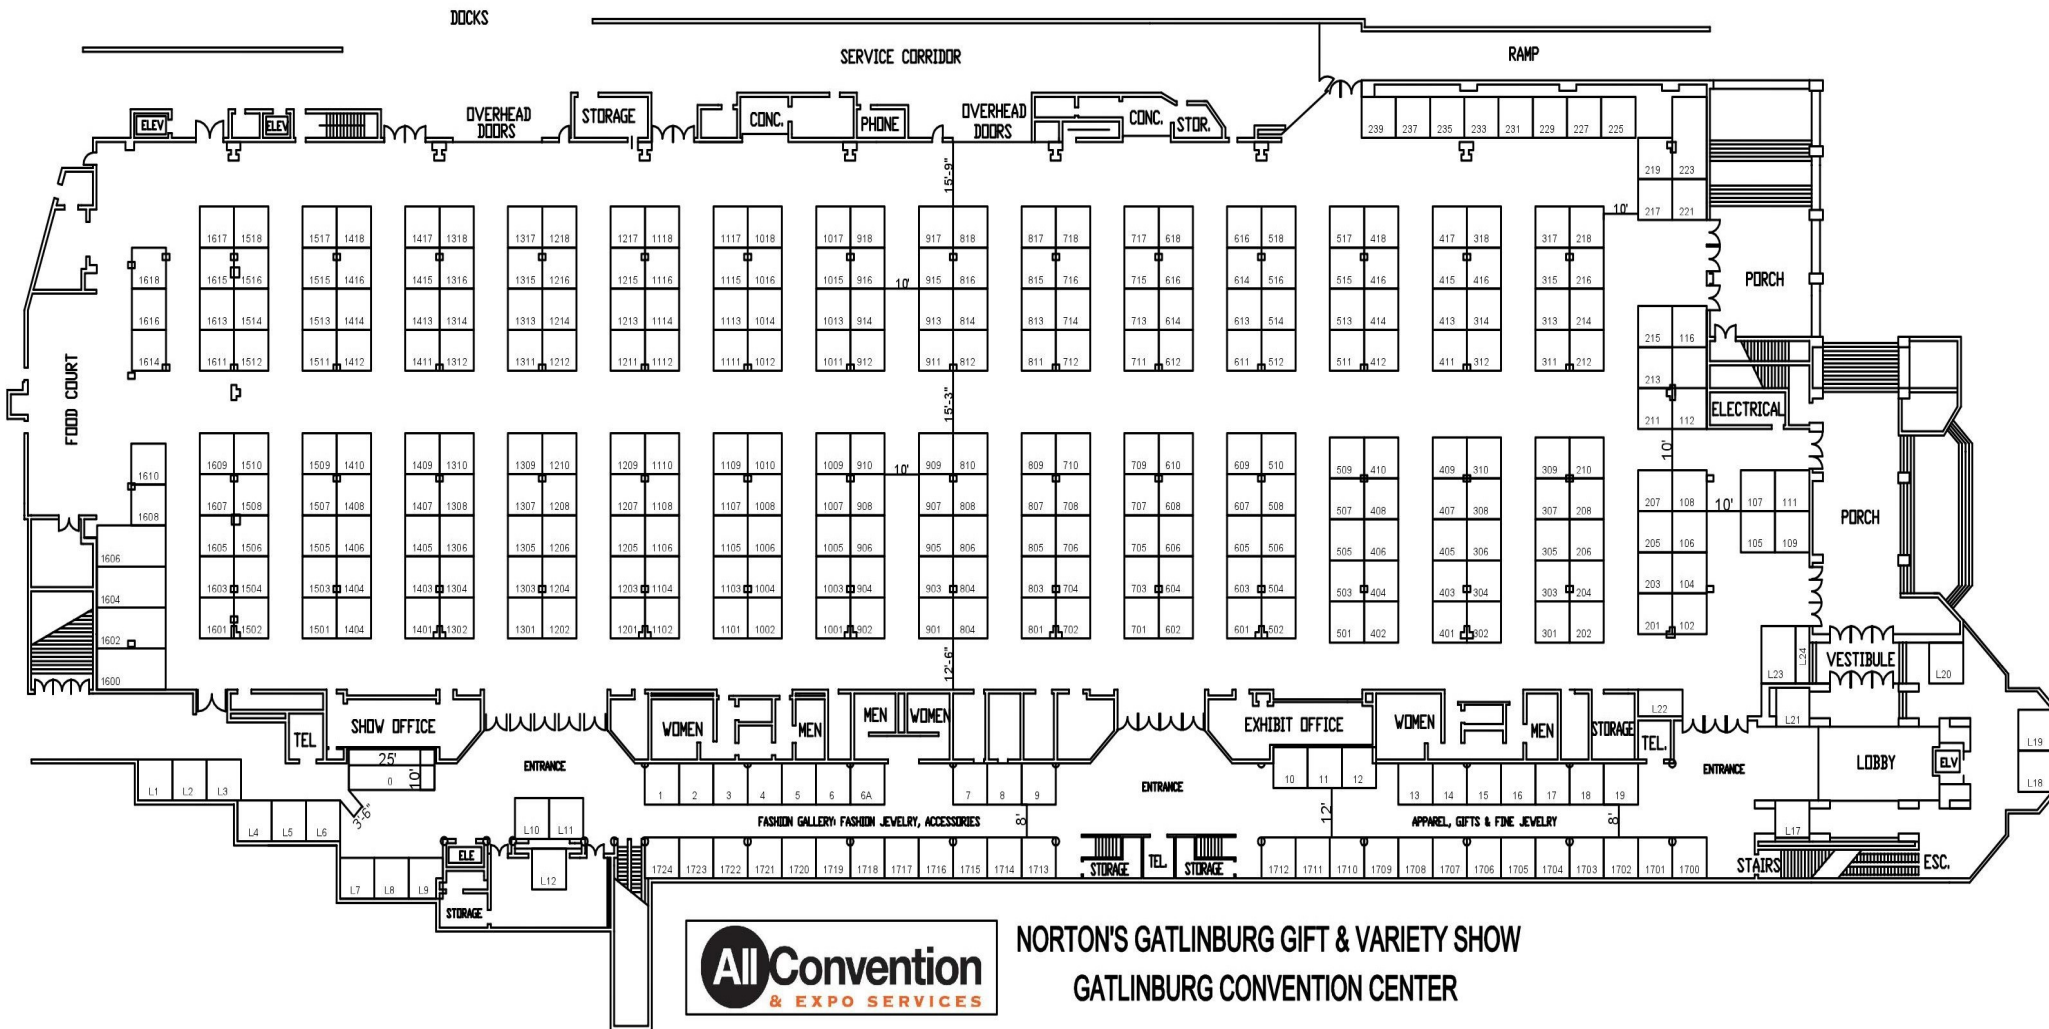 DOCKS
SERVICE CORRIDOR
RAMP
ELEV
ELEV
OVERHEAD DOORS
STORAGE
CONC.
PHONE
OVERHEAD DOORS
CONC.
STOR.
239 237 235 233 231 229 227 225
219 223
217 221
15'-9"
10'
1617 1518 1517 1418 1417 1318 1317 1218 1217 1118 1117 1018 1017 918 917 818 817 718 717 618 616 518 517 418 417 318 317 218
1618 1615 1516 1515 1416 1415 1316 1315 1216 1215 1116 1115 1016 1015 916 10' 915 816 815 716 715 616 614 516 515 416 415 316 315 216
PORCH
1616 1613 1514 1513 1414 1413 1314 1313 1214 1213 1114 1113 1014 1013 914 913 814 813 714 713 614 613 514 513 414 413 314 313 214
215 116
1614 1611 1512 1511 1412 1411 1312 1311 1212 1211 1112 1111 1012 1011 912 911 812 811 712 711 612 611 512 511 412 411 312 311 212
213
FOOD COURT
15'-3"
211 112
ELECTRICAL
10'
1610 1609 1510 1509 1410 1409 1310 1309 1210 1209 1110 1109 1010 1009 910 10' 909 810 809 710 709 610 609 510 509 410 409 310 309 210
1608 1607 1508 1507 1408 1407 1308 1307 1208 1207 1108 1107 1008 1007 908 907 808 807 708 707 608 607 508 507 408 407 308 307 208 207 108 10' 107 111
PORCH
1606 1605 1506 1505 1406 1405 1306 1305 1206 1205 1106 1105 1006 1005 906 905 806 805 706 705 606 605 506 505 406 405 306 305 206 205 106 105 109
1604 1603 1504 1503 1404 1403 1304 1303 1204 1203 1104 1103 1004 1003 904 903 804 803 704 703 604 603 504 503 404 403 304 303 204 203 104
1602 1601 1502 1501 1404 1401 1302 1301 1202 1201 1102 1101 1002 1001 902 901 804 801 702 701 602 601 502 501 402 401 302 301 202 201 102
1600
12'-6"
L23 L24
VESTIBULE
L20
TEL
SHOW OFFICE
WOMEN
MEN
MEN
WOMEN
EXHIBIT OFFICE
WOMEN
MEN
STORAGE
L22
TEL.
L21
L19
L18
25'
0
10'
3'-6"
ENTRANCE
ENTRANCE
ENTRANCE
LOBBY
ELV
L1 L2 L3
1 2 3 4 5 6 6A 7 8 9
10 11 12 13 14 15 16 17 18 19
L4 L5 L6
L10 L11
FASHION GALLERY: FASHION JEWELRY, ACCESSORIES
8'
12'
APPAREL, GIFTS & FINE JEWELRY
8'
L17
L7 L8 L9
ELE
L12
1724 1723 1722 1721 1720 1719 1718 1717 1716 1715 1714 1713
STORAGE
TEL.
STORAGE
1712 1711 1710 1709 1708 1707 1706 1705 1704 1703 1702 1701 1700
STAIRS
ESC.
STORAGE
All Convention
& EXPO SERVICES
NORTON'S GATLINBURG GIFT & VARIETY SHOW
GATLINBURG CONVENTION CENTER